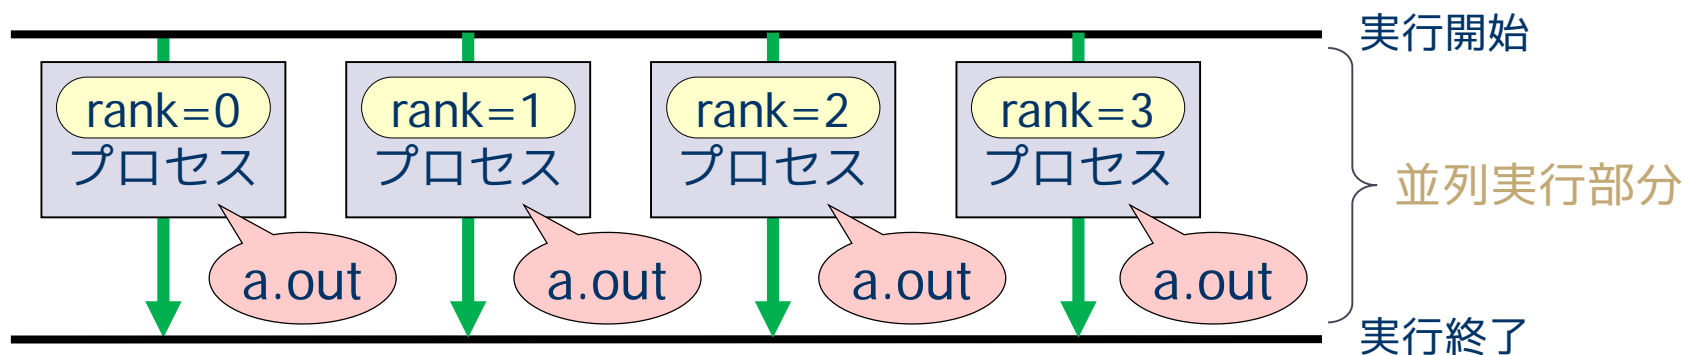 実行開始
rank=0
プロセス
a.out
rank=1
プロセス
a.out
rank=2
プロセス
a.out
rank=3
プロセス
a.out
並列実行部分
実行終了